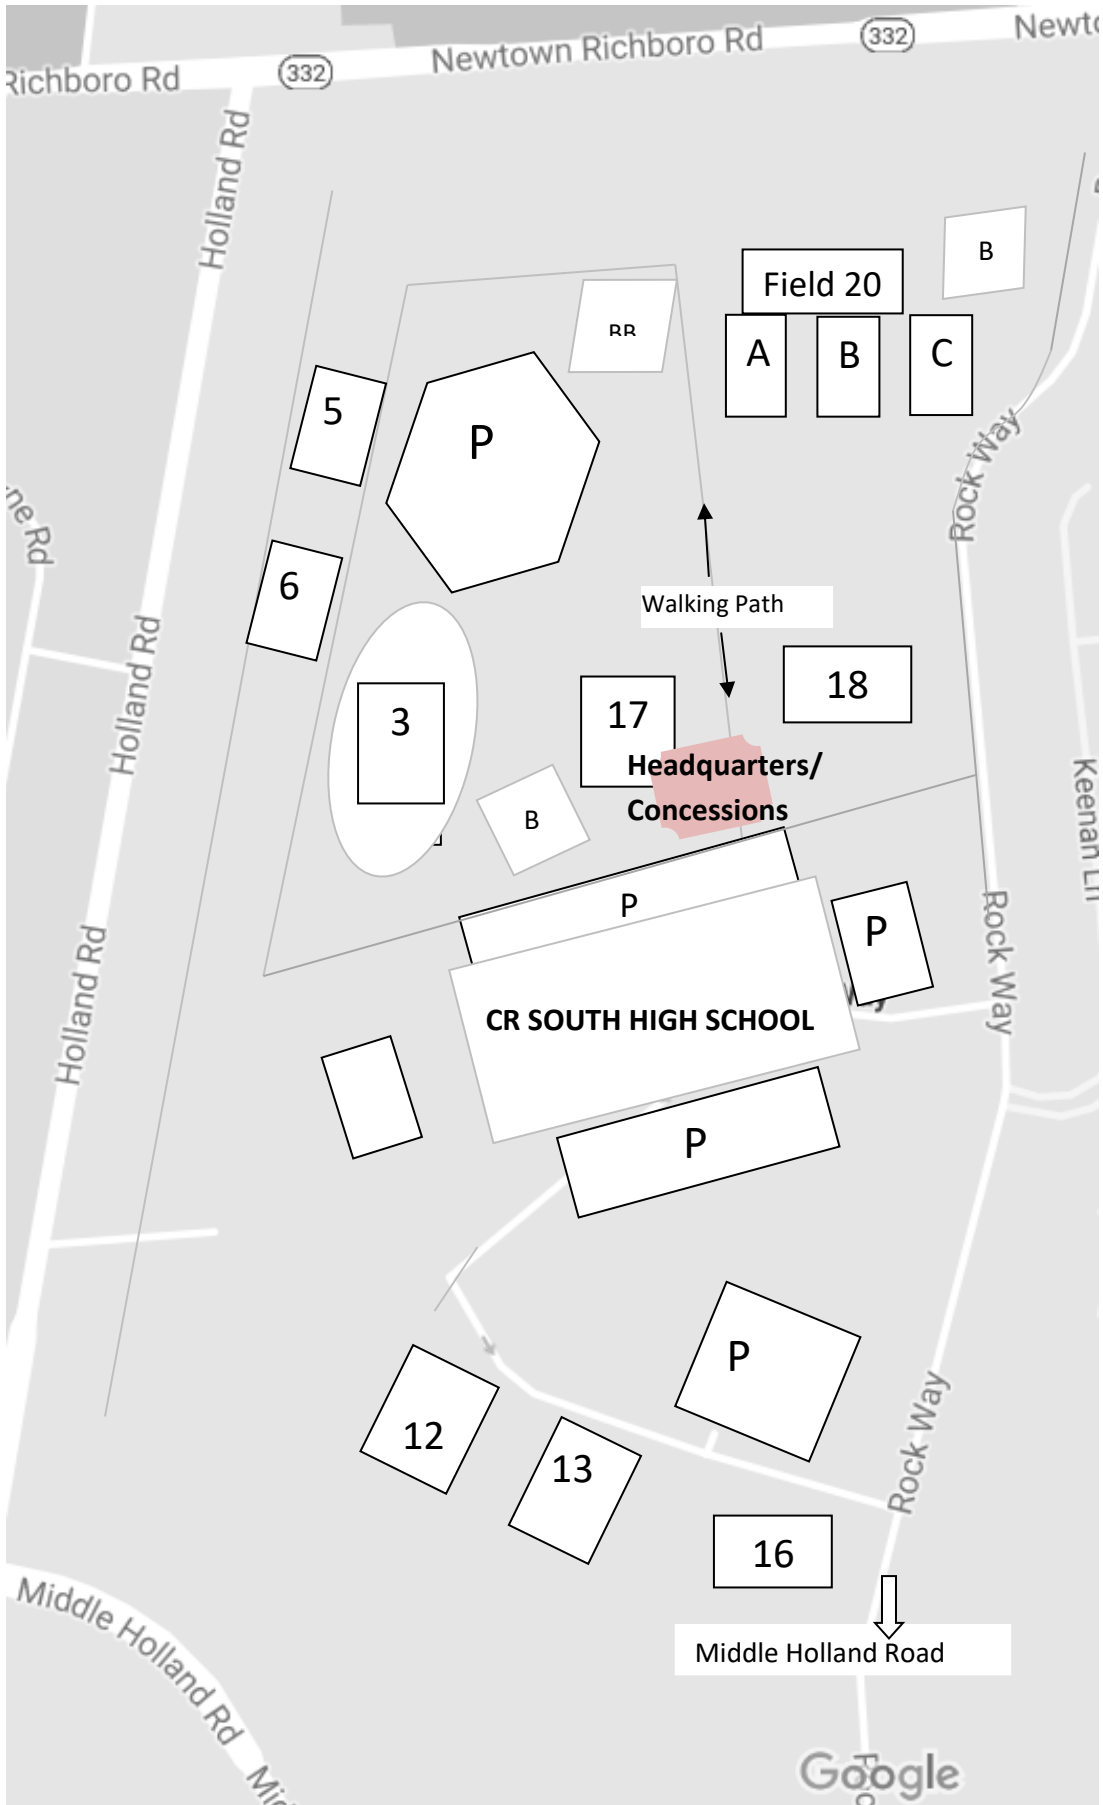 Newtown Richboro Rd
332
332
Richboro Rd
Holland Rd
B
Field 20
A
B
C
5
P
Rock Way
6
Walking Path
18
17
3
Holland Rd
Headquarters/
Concessions
B
P
P
Rock Way
Keenan Ln
CR SOUTH HIGH SCHOOL
Holland Rd
P
P
Rock Way
12
13
16
Middle Holland Road
Middle Holland Rd
Google